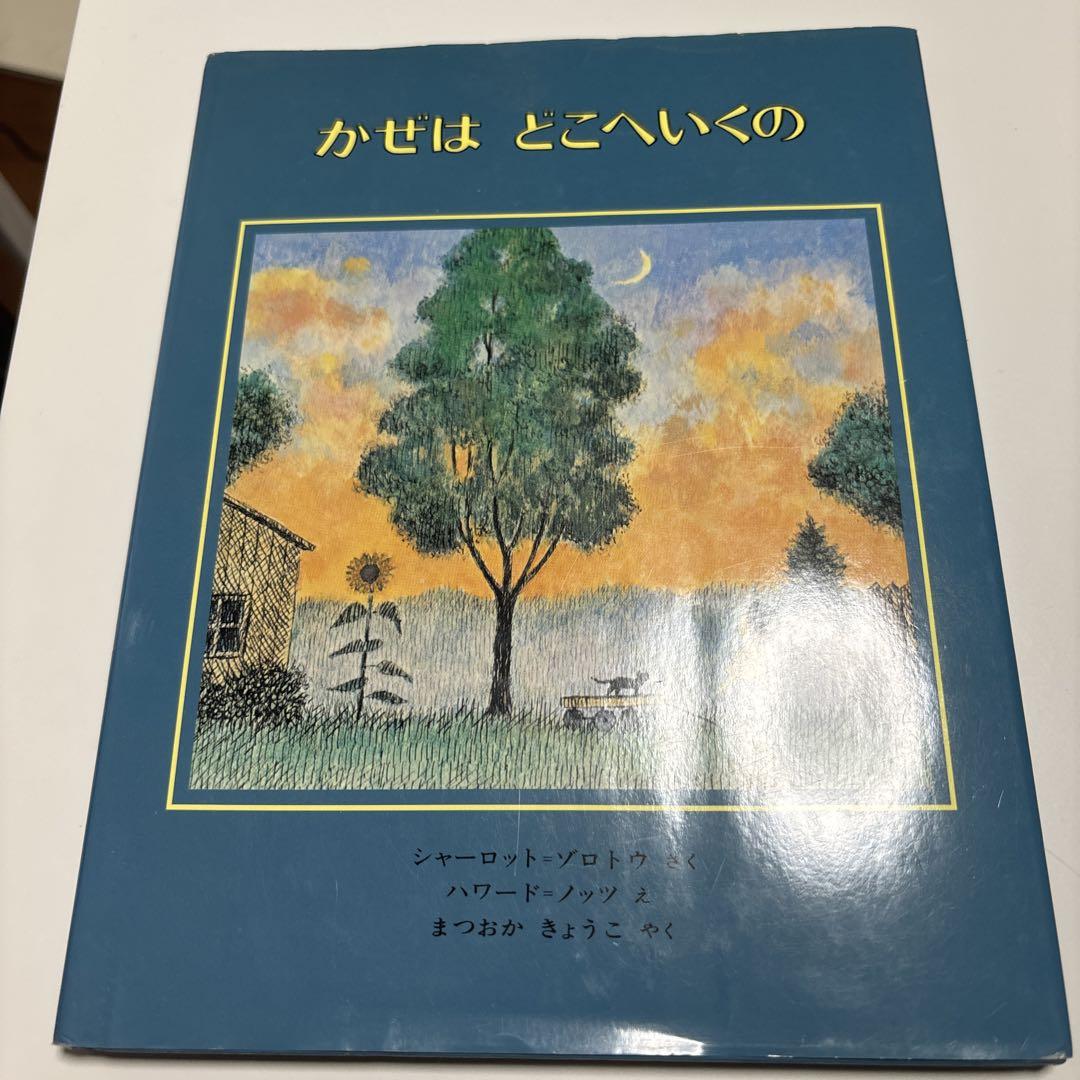 かぜは どこへいくの
シャーロット=ゾロトウ さく
ハワード=ノッツ え
まつおか きょうこ やく